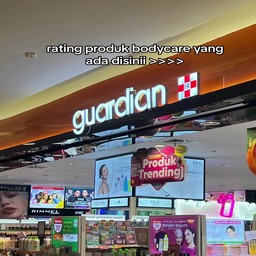 rating produk bodycare yang
ada disinii >>>>
guardian
Produk
Trending
RIMMEL